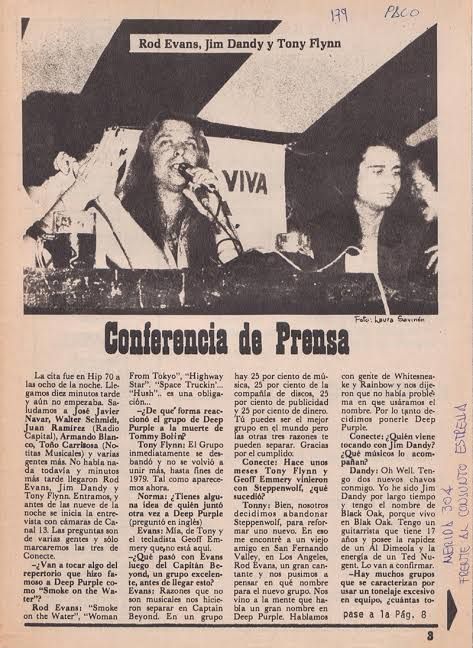 179
PBCO
Rod Evans, Jim Dandy y Tony Flynn
VIVA
Foto: Laura
Conferencia de Prensa
La cita fue en Hip 70 a
las ocho de la noche. Lle-
gamos diez minutos tarde
y aún no empezaba. Sa-
ludamos a José Javier
Navar, Walter Schmidt,
Juan Ramírez (Radio
Capital), Armando Blan-
co, Toño Carrizosa (No-
titas Musicales) y varias
gentes más. No había na-
da todavía y minutos
más tarde llegaron Rod
Evans, Jim Dandy y
Tony Evans. Entramos, y
antes de las nueve de la
noche se inicia la entre-
vista con cámaras de Ca-
nal 13. Las preguntas son
de varias gentes y sólo
marcaremos las tres de
Conecte.
—¿Van a tocar algo del
repertorio que hizo fa-
moso a Deep Purple co-
mo "Smoke on the Wa-
ter"?
Rod Evans: "Smoke
on the Water", "Woman
From Tokyo", "Highway
Star". "Space Truckin'...
"Hush".. es una obliga-
ción...
—¿De qué forma reac-
cionó el grupo de Deep
Purple a la muerte de
Tommy Bolin?
Tony Flynn: El Grupo
inmediatamente se des-
bandó y no se volvió a
unir más, hasta fines de
1979. Tal como aparece-
mos ahora.
Norma: ¿Tienes algu-
na idea de quién juntó
otra vez a Deep Purple?
(preguntó en inglés)
Evans: Mía, de Tony y
el tecladista Geoff Em-
mery que no está aquí.
—¿Qué pasó con Evans
luego del Capitán Be-
yond, un grupo excelen-
te, antes de llegar esto?
Evans: Razones que no
son musicales nos hicie-
ron separar en Captain
Beyond. En un grupo
hay 25 por ciento de mú-
sica, 25 por ciento de la
compañía de discos, 25
por ciento de publicidad
y 25 por ciento de dinero.
Tú puedes ser el mejor
grupo en el mundo pero
las otras tres razones te
pueden separar. Gracias
por el cumplido.
Conecte: Hace unos
meses Tony Flynn y
Geoff Emmery vinieron
con Steppenwolf, ¿qué
sucedió?
Tonny: Bien, nosotros
decidimos abandonar
Steppenwolf, para refor-
mar uno nuevo. En eso
me encontré a un viejo
amigo en San Fernando
Valley, en Los Angeles,
Rod Evans, un gran can-
tante, y nos pusimos a
pensar en qué nombre
para el nuevo grupo. Nos
vino a la mente que ha-
bía un gran nombre en
Deep Purple. Hablamos
con gente de Whitesnea-
ke y Rainbow y nos dije-
ron que no había proble-
ma en que usáramos el
nombre. Por lo tanto de-
cidimos ponerle Deep
Purple.
Conecte: ¿Quién viene
tocando con Jim Dandy?
¿Qué músicos lo acom-
pañan?
Dandy: Oh Well. Ten-
go dos nuevos chavos
conmigo. Yo he sido Jim
Dandy por largo tiempo
y tengo el nombre de
Black Oak, porque vivo
en Blak Oak. Tengo un
guitarrista que tiene 17
años y posee la rapidez
de un Al Dimeola y la
energía de un Ted Nu-
gent. Lo van a confirmar.
—Hay muchos grupos
que se caracterizan por
usar un tonelaje excesivo
en equipo, ¿cuántas to-
pase a la Pág. 8
MERIDA 304
FRENTE AL CONJUNTO ESTRELLA
3